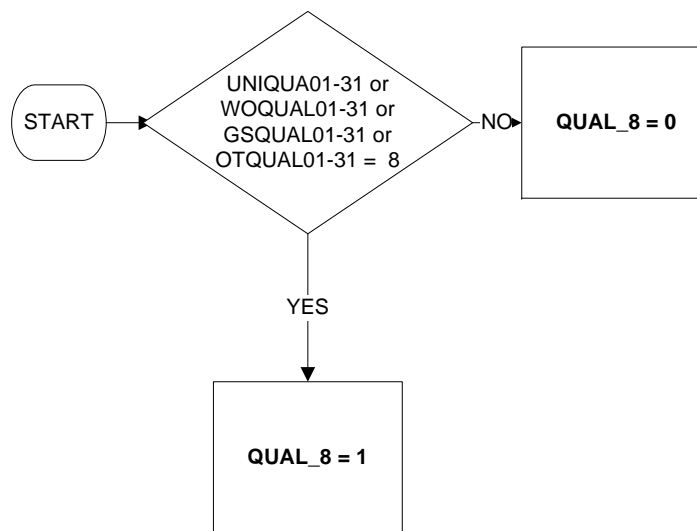 START
UNIQUA01-31 or
WOQUAL01-31 or
GSQUAL01-31 or
OTQUAL01-31 = 8
NO
QUAL_8 = 0
YES
QUAL_8 = 1